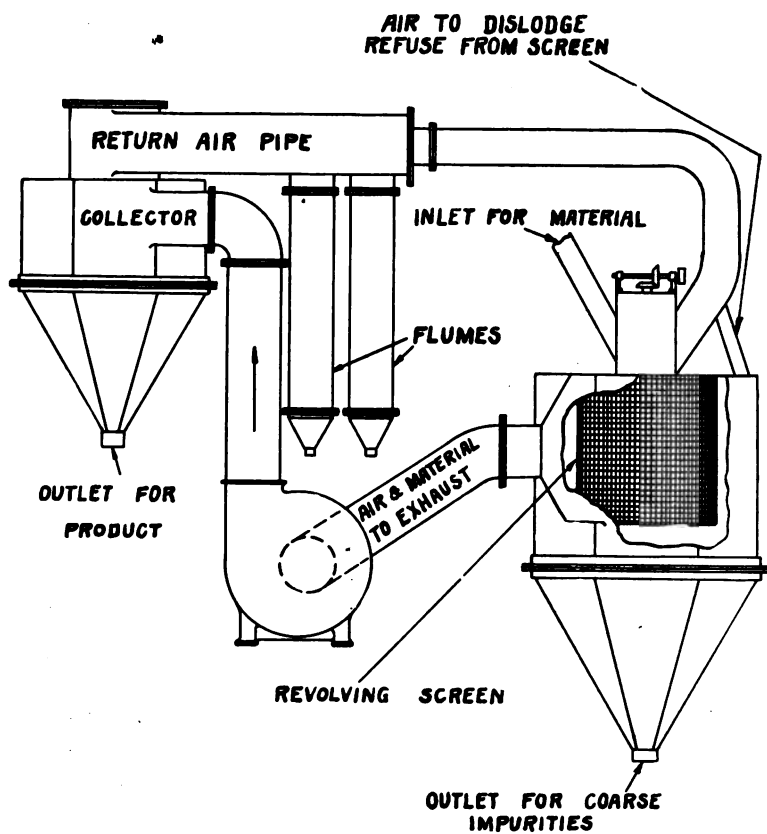 AIR TO DISLODGE
REFUSE FROM SCREEN
RETURN AIR PIPE
COLLECTOR
INLET FOR MATERIAL
FLUMES
AIR & MATERIAL
TO EXHAUST
OUTLET FOR
PRODUCT
REVOLVING SCREEN
OUTLET FOR COARSE
IMPURITIES